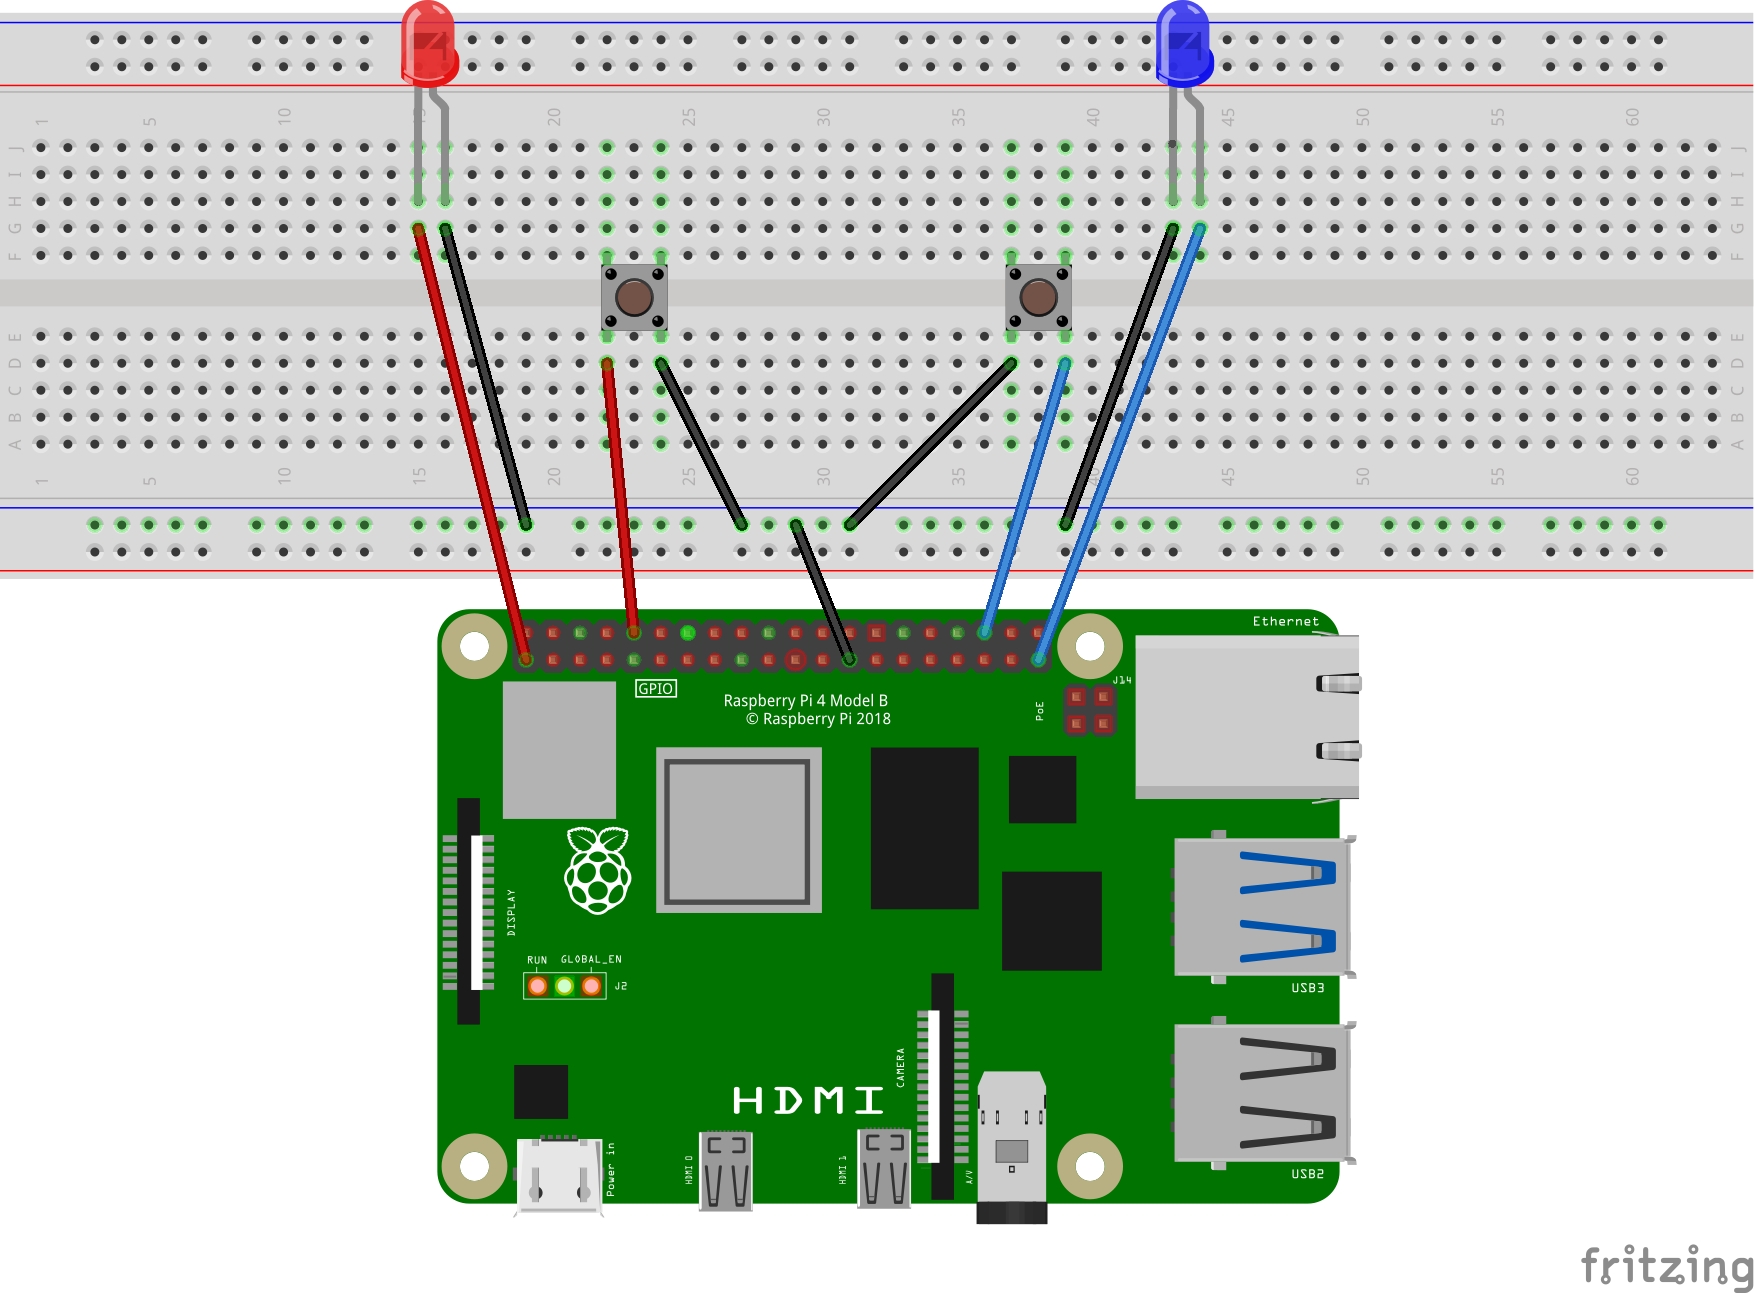 1 5 10 15 20 25 30 35 40 45 50 55 60
J J
I I
H H
G G
F F
E E
D D
C C
B B
A A
1 5 10 15 20 25 30 35 40 45 50 55 60
Ethernet
GPIO
J14
Raspberry Pi 4 Model B
© Raspberry Pi 2018
PoE
DISPLAY
RUN GLOBAL_EN
J2
USB3
CAMERA
HDMI
Power in
HDMI 0
HDMI 1
A/V
USB2
fritzing